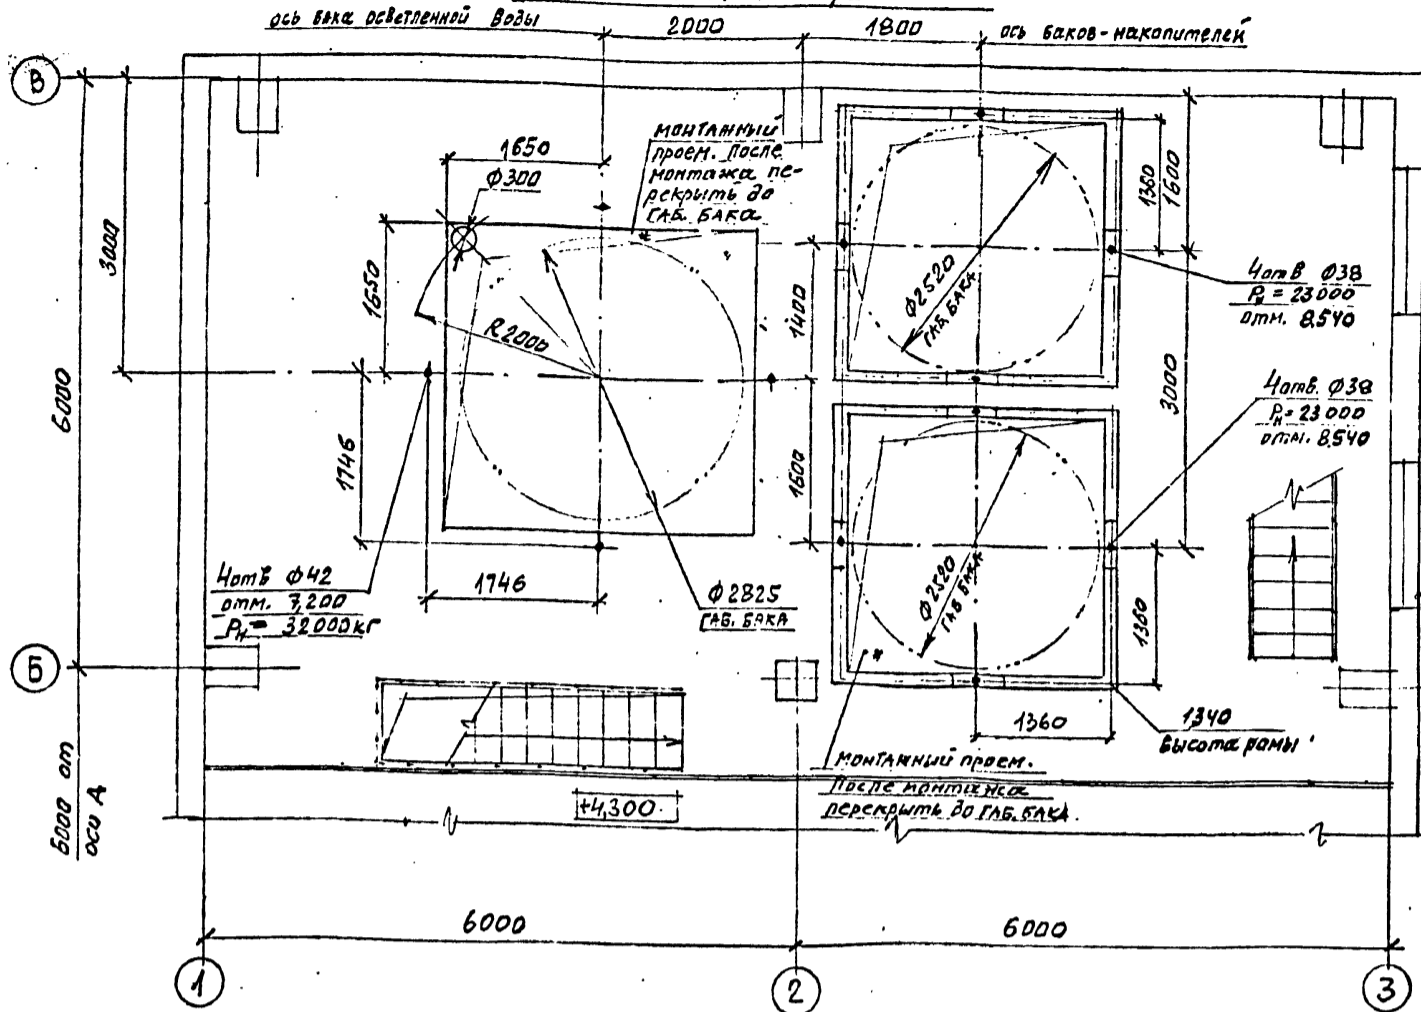 ось бака осветленной воды
2000
1800
ось баков-накопителей
В
1650
Ф300
монтажный
проем. После
монтажа пе-
рекрыть до
ГАБ. БАКА
1360
1600
3000
1650
R2000
1400
Ф2520
ГАБ. БАКА
4отв Ф38
Рн = 23000
отм. 8.540
6000
1746
1600
3000
4отв. Ф38
Рн = 23000
отм. 8.540
4отв Ф42
отм. 7,200
Рн = 32000кг
1746
Ф2825
ГАБ. БАКА
Ф2520
ГАБ БАКА
1360
Б
1360
1340
Высота рамы
монтажный проем.
После монтажа
перекрыть до ГАБ. БАКА.
+4,300
6000 от
оси А
6000
6000
1
2
3